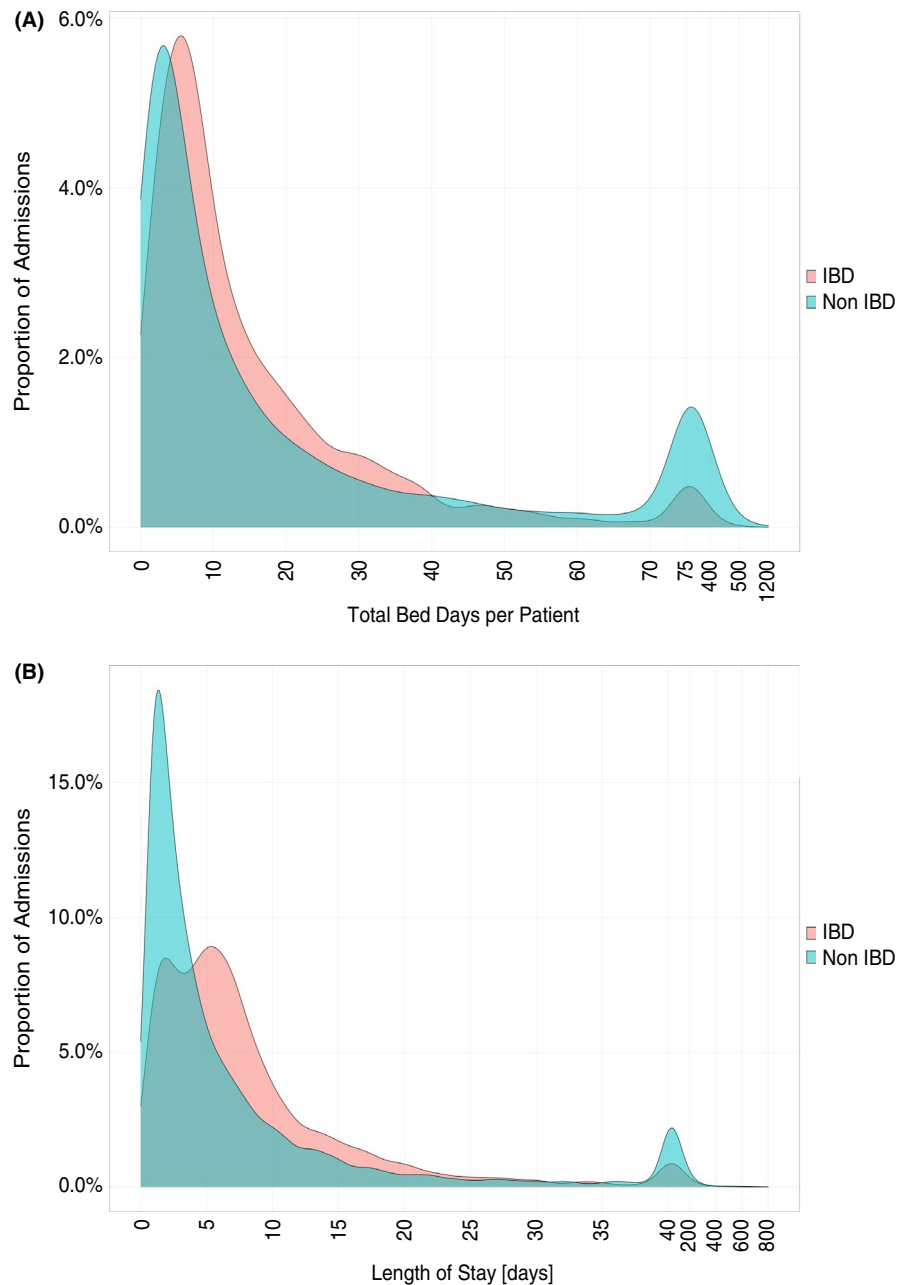 (A)
6.0%
4.0%
2.0%
0.0%
Proportion of Admissions
0 10 20 30 40 50 60 70 75 400 500 1200
Total Bed Days per Patient
IBD
Non IBD
(B)
15.0%
10.0%
5.0%
0.0%
Proportion of Admissions
0 5 10 15 20 25 30 35 40 200 400 600 800
Length of Stay [days]
IBD
Non IBD